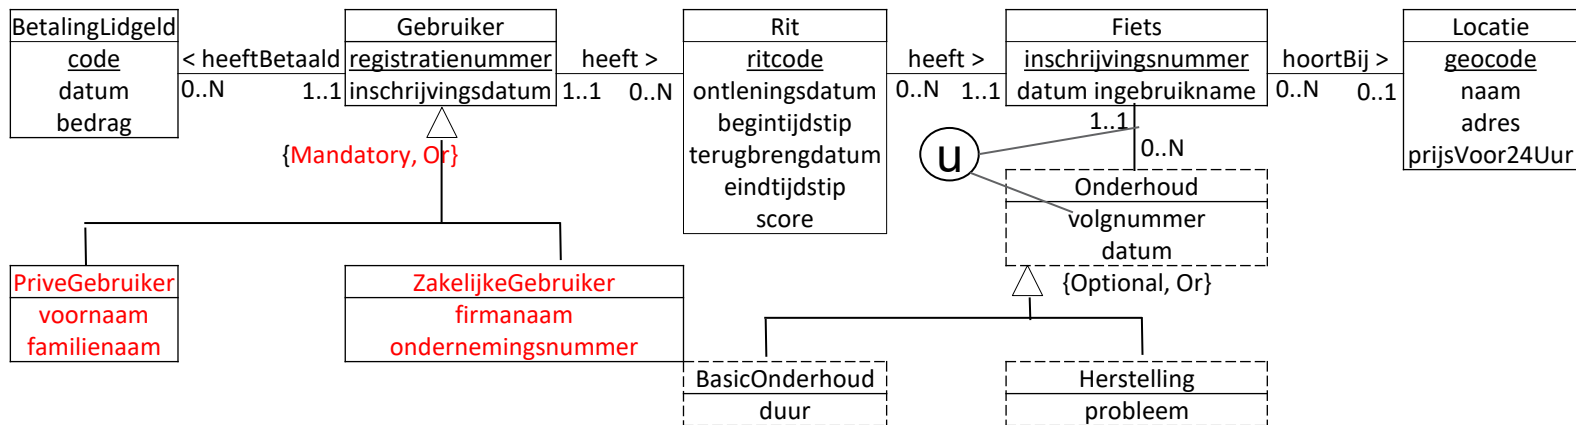 BetalingLidgeld
code
datum
bedrag
< heeftBetaald
0..N
1..1
Gebruiker
registratienummer
inschrijvingsdatum
heeft >
1..1
0..N
Rit
ritcode
ontleningsdatum
begintijdstip
terugbrengdatum
eindtijdstip
score
heeft >
0..N
1..1
Fiets
inschrijvingsnummer
datum ingebruikname
hoortBij >
0..N
0..1
Locatie
geocode
naam
adres
prijsVoor24Uur
{Mandatory, Or}
1..1
0..N
u
Onderhoud
volgnummer
datum
{Optional, Or}
PriveGebruiker
voornaam
familienaam
ZakelijkeGebruiker
firmanaam
ondernemingsnummer
BasicOnderhoud
duur
Herstelling
probleem